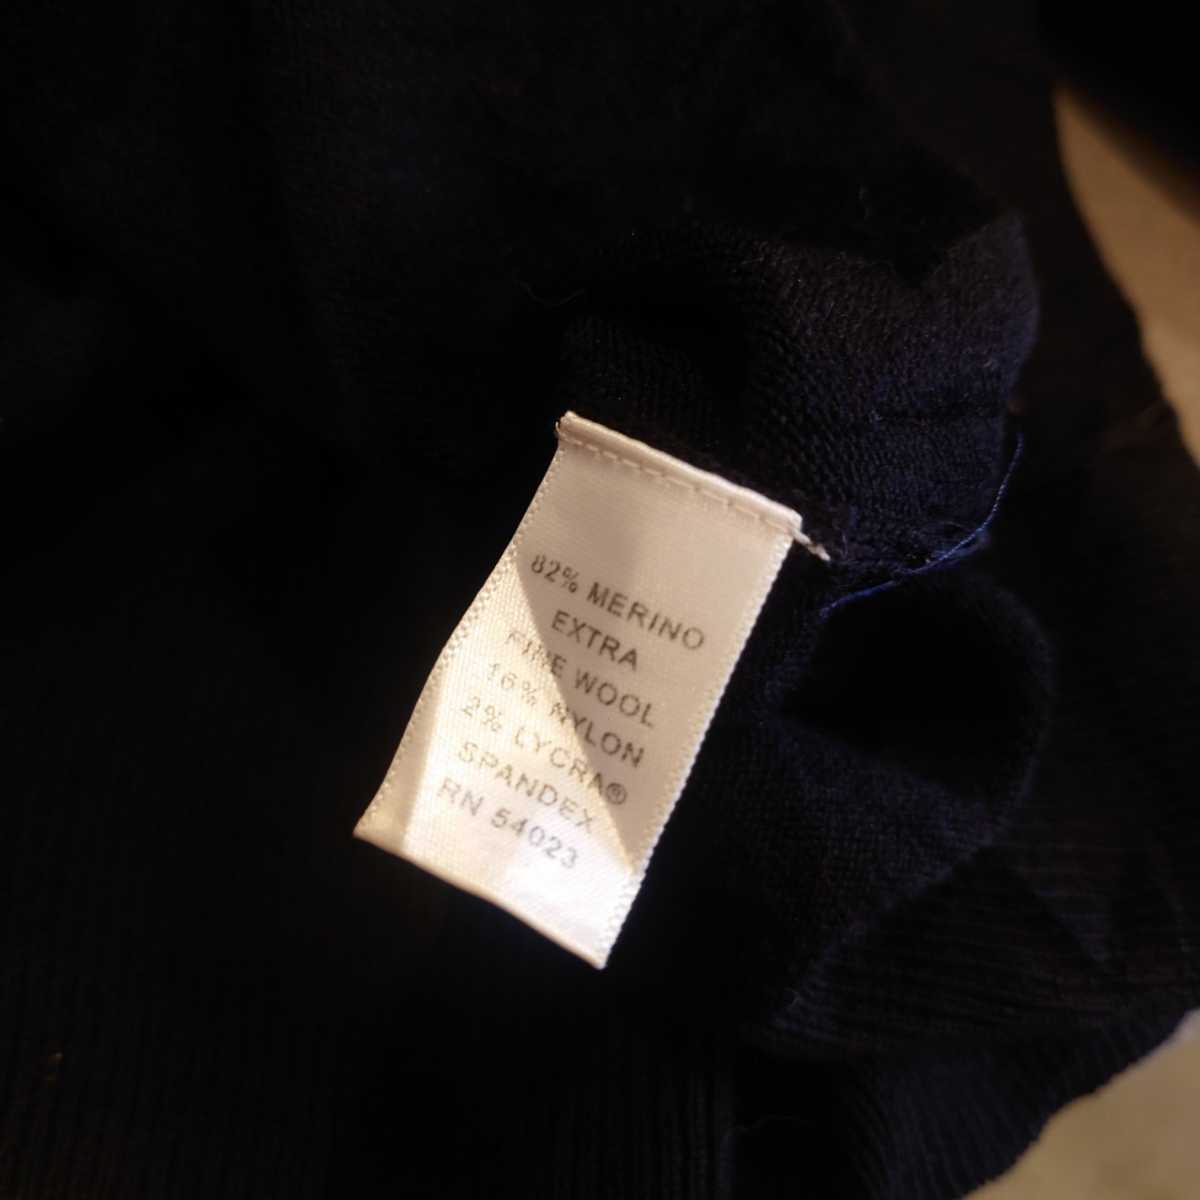 82% MERINO
EXTRA
FINE WOOL
16% NYLON
2% LYCRA®
SPANDEX
RN 54023